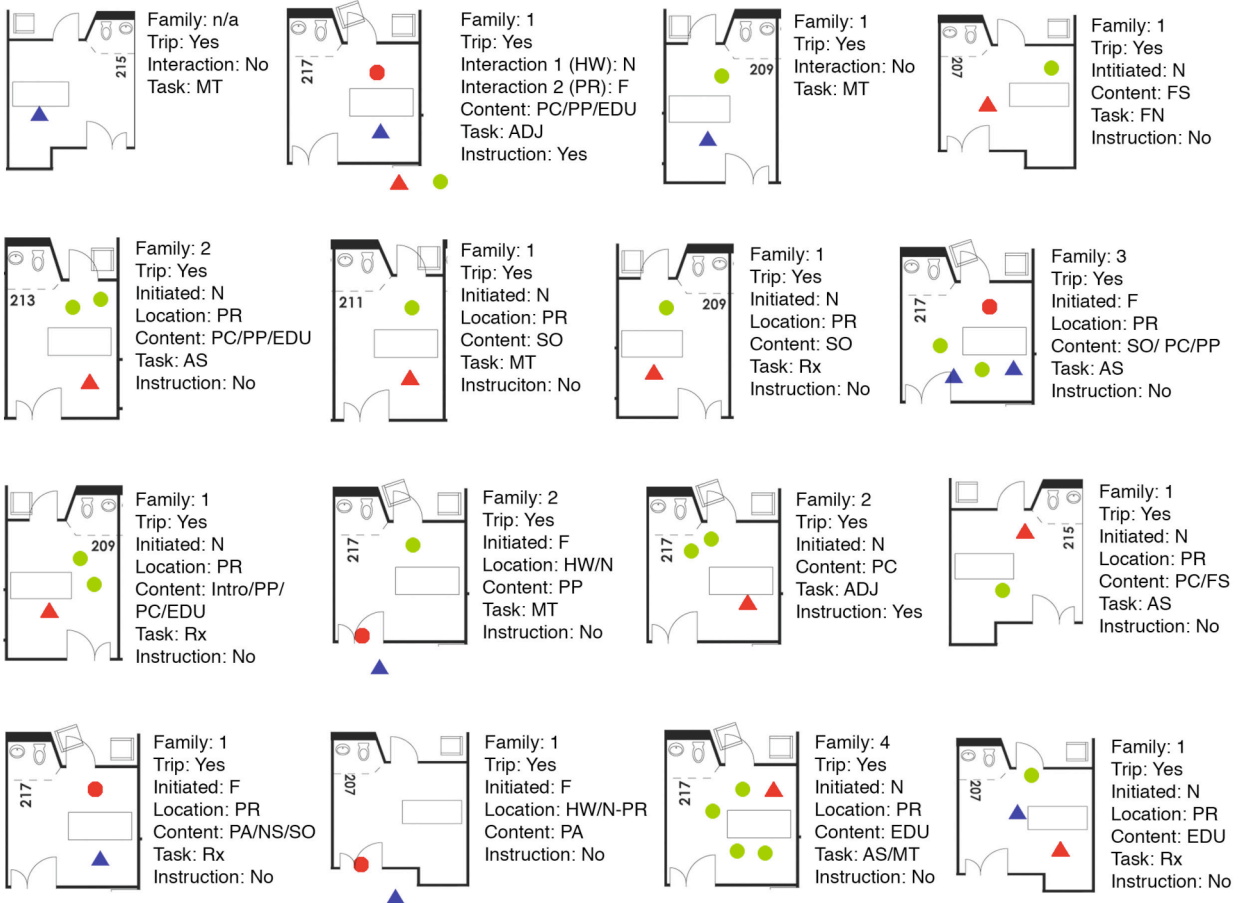 215
Family: n/a
Trip: Yes
Interaction: No
Task: MT
217
Family: 1
Trip: Yes
Interaction 1 (HW): N
Interaction 2 (PR): F
Content: PC/PP/EDU
Task: ADJ
Instruction: Yes
209
Family: 1
Trip: Yes
Interaction: No
Task: MT
207
Family: 1
Trip: Yes
Intitiated: N
Content: FS
Task: FN
Instruction: No
213
Family: 2
Trip: Yes
Initiated: N
Location: PR
Content: PC/PP/EDU
Task: AS
Instruction: No
211
Family: 1
Trip: Yes
Initiated: N
Location: PR
Content: SO
Task: MT
Instruciton: No
209
Family: 1
Trip: Yes
Initiated: N
Location: PR
Content: SO
Task: Rx
Instruction: No
217
Family: 3
Trip: Yes
Initiated: F
Location: PR
Content: SO/ PC/PP
Task: AS
Instruction: No
209
Family: 1
Trip: Yes
Initiated: N
Location: PR
Content: Intro/PP/
PC/EDU
Task: Rx
Instruction: No
217
Family: 2
Trip: Yes
Initiated: F
Location: HW/N
Content: PP
Task: MT
Instruction: No
217
Family: 2
Trip: Yes
Initiated: N
Content: PC
Task: ADJ
Instruction: Yes
215
Family: 1
Trip: Yes
Initiated: N
Location: PR
Content: PC/FS
Task: AS
Instruction: No
217
Family: 1
Trip: Yes
Initiated: F
Location: PR
Content: PA/NS/SO
Task: Rx
Instruction: No
207
Family: 1
Trip: Yes
Initiated: F
Location: HW/N-PR
Content: PA
Instruction: No
217
Family: 4
Trip: Yes
Initiated: N
Location: PR
Content: EDU
Task: AS/MT
Instruction: No
207
Family: 1
Trip: Yes
Initiated: N
Location: PR
Content: EDU
Task: Rx
Instruction: No